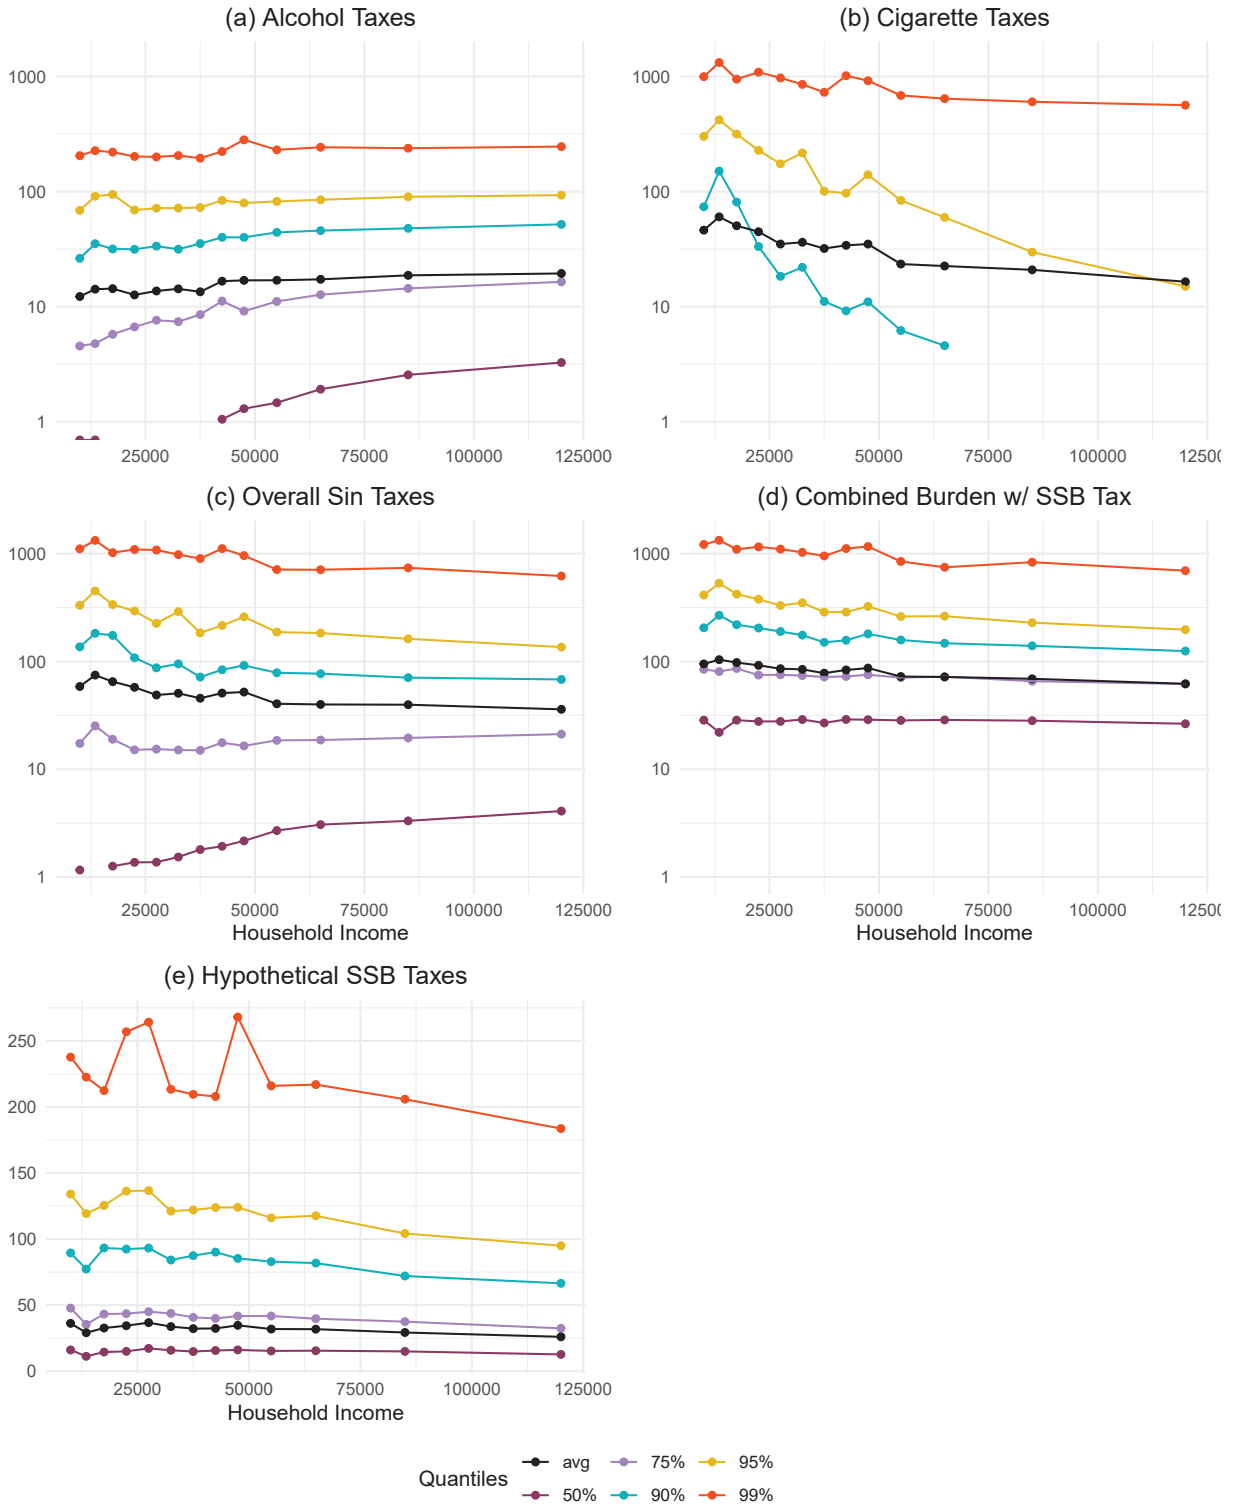 (a) Alcohol Taxes
(b) Cigarette Taxes
1000
100
10
1
25000 50000 75000 100000 125000
1000
100
10
1
25000 50000 75000 100000 12500
(c) Overall Sin Taxes
(d) Combined Burden w/ SSB Tax
1000
100
10
1
25000 50000 75000 100000 125000
Household Income
1000
100
10
1
25000 50000 75000 100000 12500
Household Income
(e) Hypothetical SSB Taxes
250
200
150
100
50
0
25000 50000 75000 100000 125000
Household Income
Quantiles
avg 75% 95%
50% 90% 99%